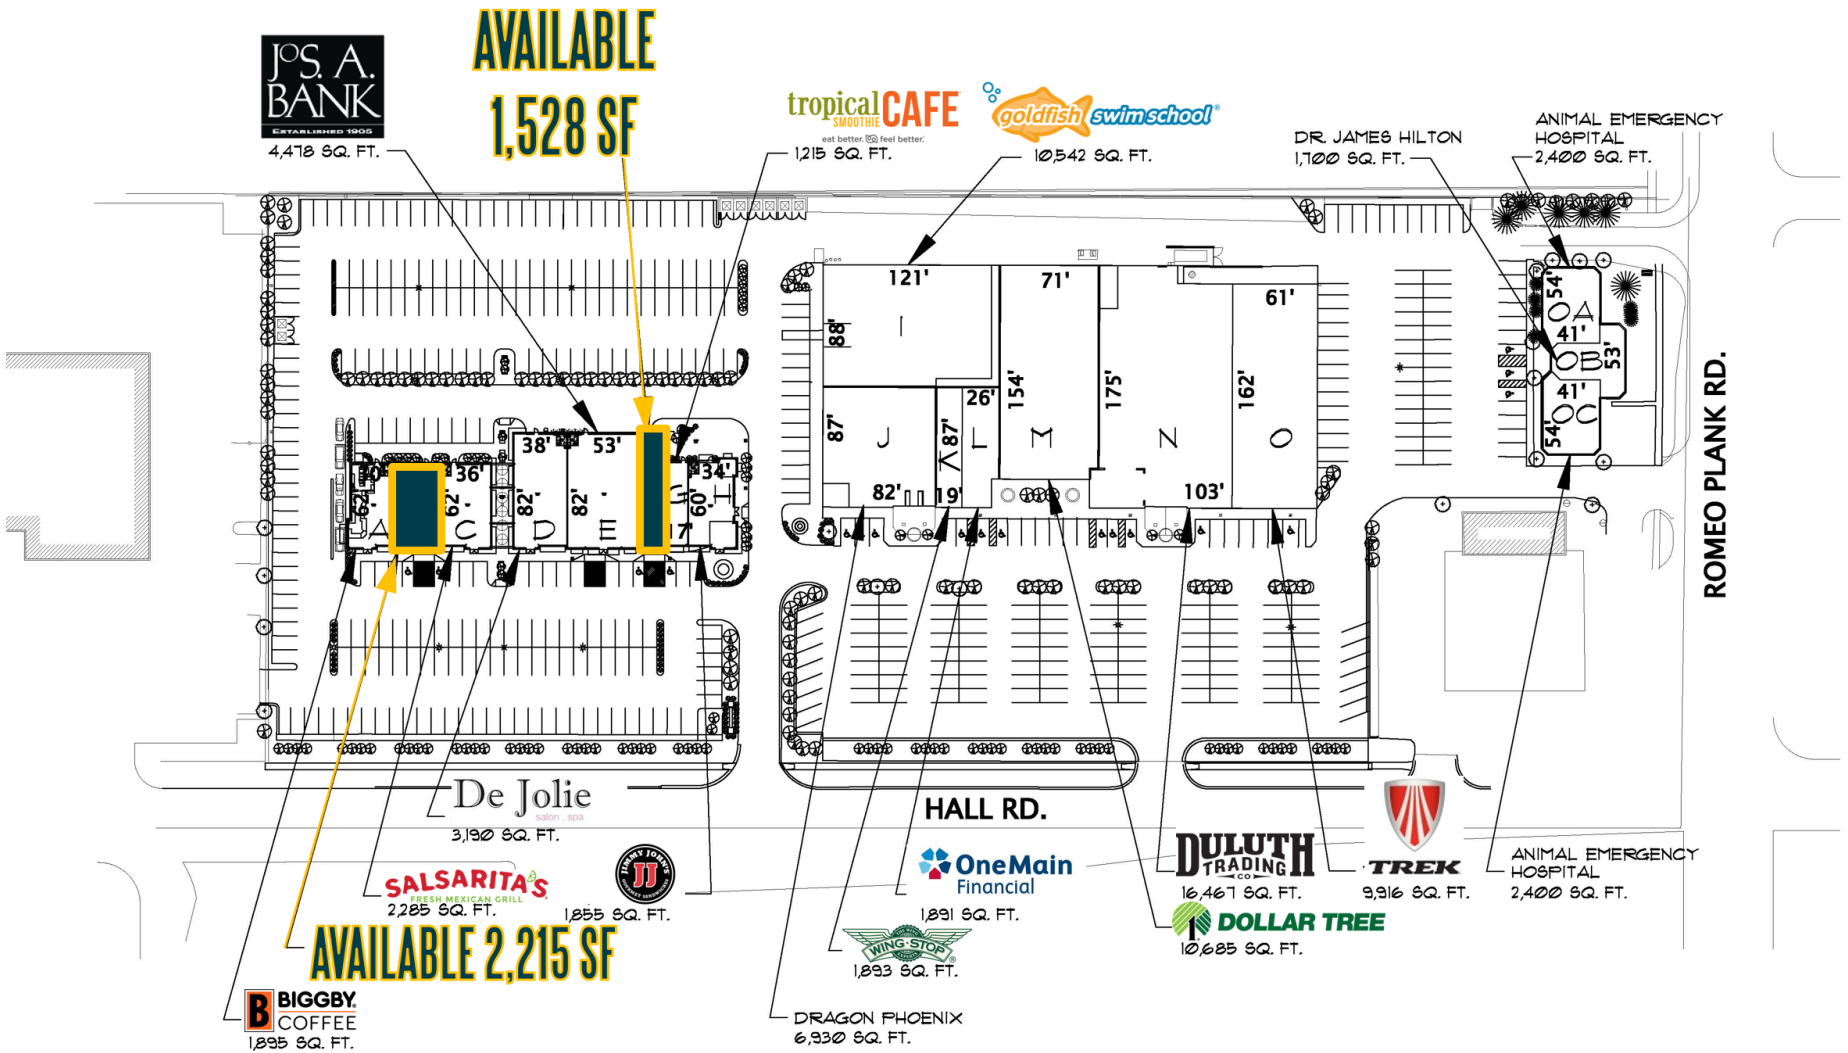 AVAILABLE
1,528 SF
JOS. A.
BANK
ESTABLISHED 1905
4,478 SQ. FT.
tropical CAFE
SMOOTHIE
eat better. feel better.
1,215 SQ. FT.
goldfish swim school®
10,542 SQ. FT.
DR. JAMES HILTON
1,700 SQ. FT.
ANIMAL EMERGENCY
HOSPITAL
2,400 SQ. FT.
121'
71'
61'
88'
I
54'
OA
41'
OB
53'
41'
OC
54'
154'
175'
162'
26'
87'
J
87'
L
M
N
O
82'
19'
103'
38'
53'
36'
34'
62'
62'
82'
82'
60'
A
C
D
E
17'
ROMEO PLANK RD.
HALL RD.
De Jolie
salon . spa
3,190 SQ. FT.
SALSARITA'S
FRESH MEXICAN GRILL
2,285 SQ. FT.
JIMMY JOHN'S
JJ
GOURMET SANDWICHES
1,855 SQ. FT.
AVAILABLE 2,215 SF
B BIGGBY
COFFEE
1,895 SQ. FT.
OneMain
Financial
1,891 SQ. FT.
WING·STOP
1,893 SQ. FT.
DRAGON PHOENIX
6,930 SQ. FT.
DULUTH
TRADING
CO
16,467 SQ. FT.
DOLLAR TREE
10,685 SQ. FT.
TREK
9,916 SQ. FT.
ANIMAL EMERGENCY
HOSPITAL
2,400 SQ. FT.